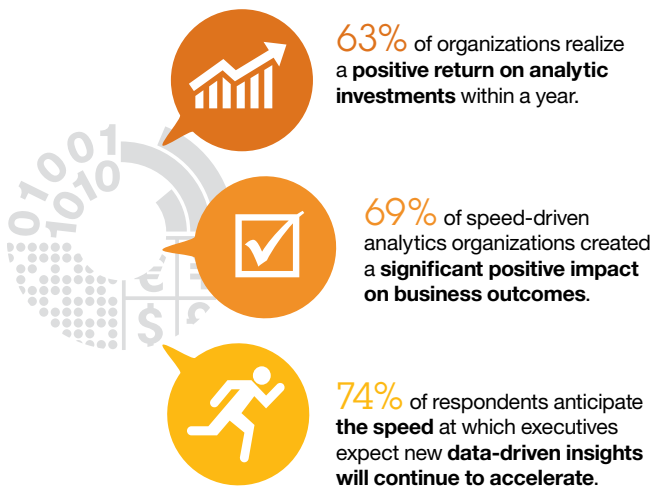 63% of organizations realize
a positive return on analytic
investments within a year.
01001
1010
69% of speed-driven
analytics organizations created
a significant positive impact
on business outcomes.
€
$
74% of respondents anticipate
the speed at which executives
expect new data-driven insights
will continue to accelerate.